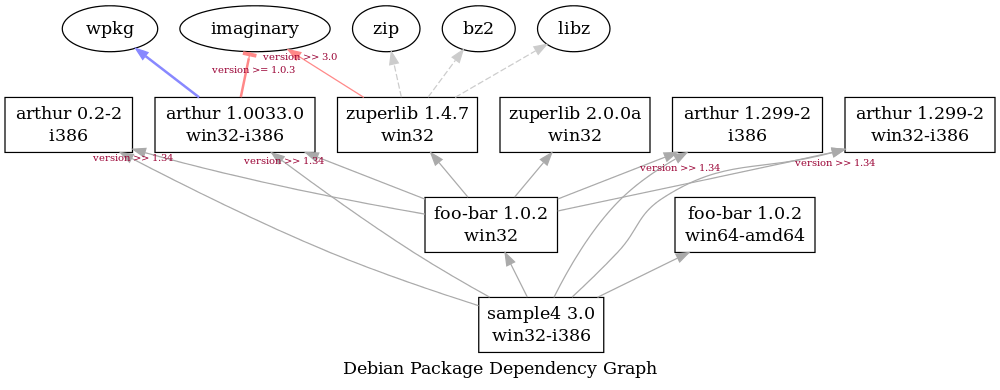 wpkg
imaginary
zip
bz2
libz
version >> 3.0
version >= 1.0.3
arthur 0.2-2
i386
arthur 1.0033.0
win32-i386
zuperlib 1.4.7
win32
zuperlib 2.0.0a
win32
arthur 1.299-2
i386
arthur 1.299-2
win32-i386
version >> 1.34
version >> 1.34
version >> 1.34
version >> 1.34
foo-bar 1.0.2
win32
foo-bar 1.0.2
win64-amd64
sample4 3.0
win32-i386
Debian Package Dependency Graph